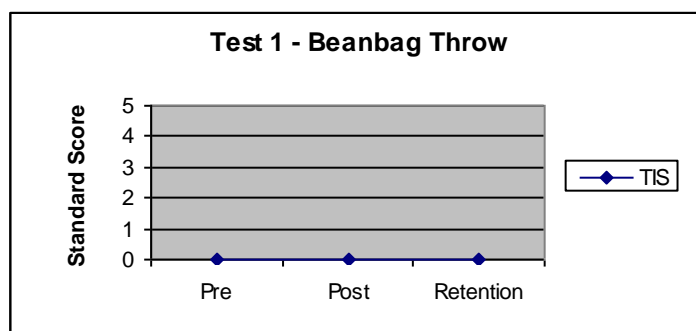 Test 1 - Beanbag Throw
Standard Score
5
4
3
2
1
0
Pre Post Retention
TIS